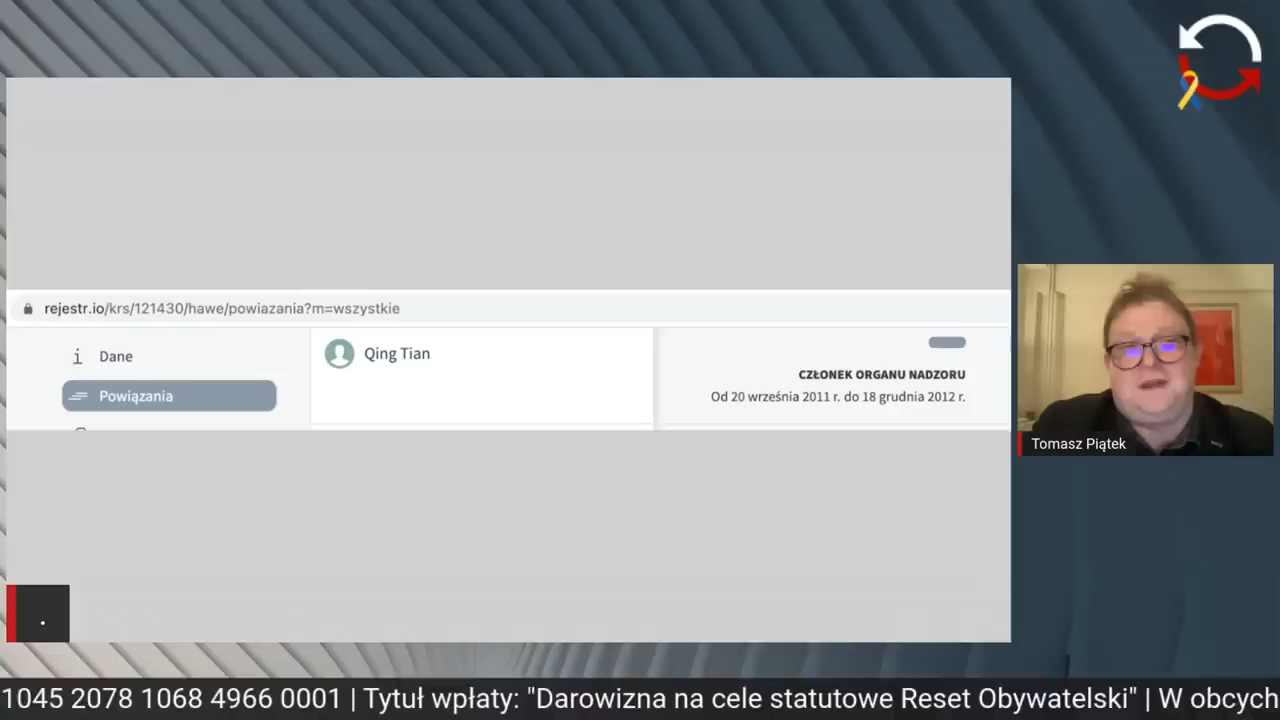 rejestr.io/krs/121430/hawe/powiazania?m=wszystkie
Dane
Powiązania
Qing Tian
CZŁONEK ORGANU NADZORU
Od 20 września 2011 r. do 18 grudnia 2012 r.
Tomasz Piątek
.
1045 2078 1068 4966 0001 | Tytuł wpłaty: "Darowizna na cele statutowe Reset Obywatelski" | W obcych